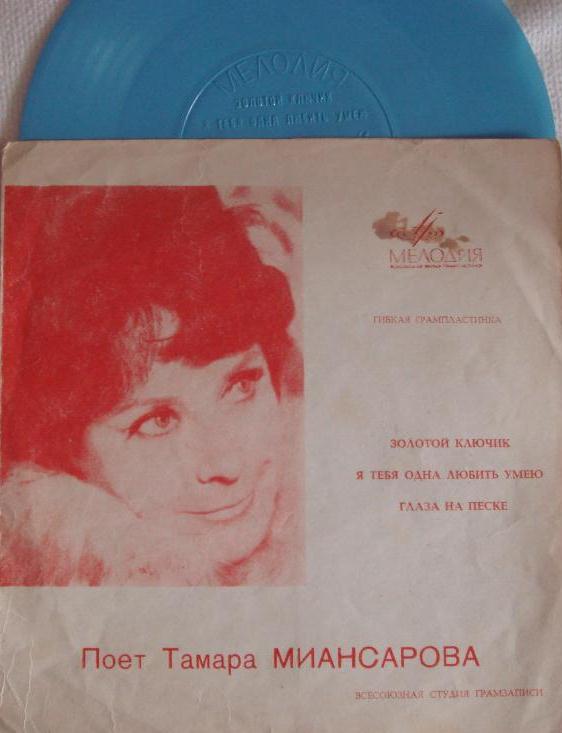 МЕЛОДИЯ
ЗОЛОТОЙ КЛЮЧИК
Я ТЕБЯ ОДНА ЛЮБИТЬ УМЕЮ
МЕЛОДИЯ
ГИБКАЯ ГРАМПЛАСТИНКА
ЗОЛОТОЙ КЛЮЧИК
Я ТЕБЯ ОДНА ЛЮБИТЬ УМЕЮ
ГЛАЗА НА ПЕСКЕ
Поет Тамара МИАНСАРОВА
ВСЕСОЮЗНАЯ СТУДИЯ ГРАМЗАПИСИ